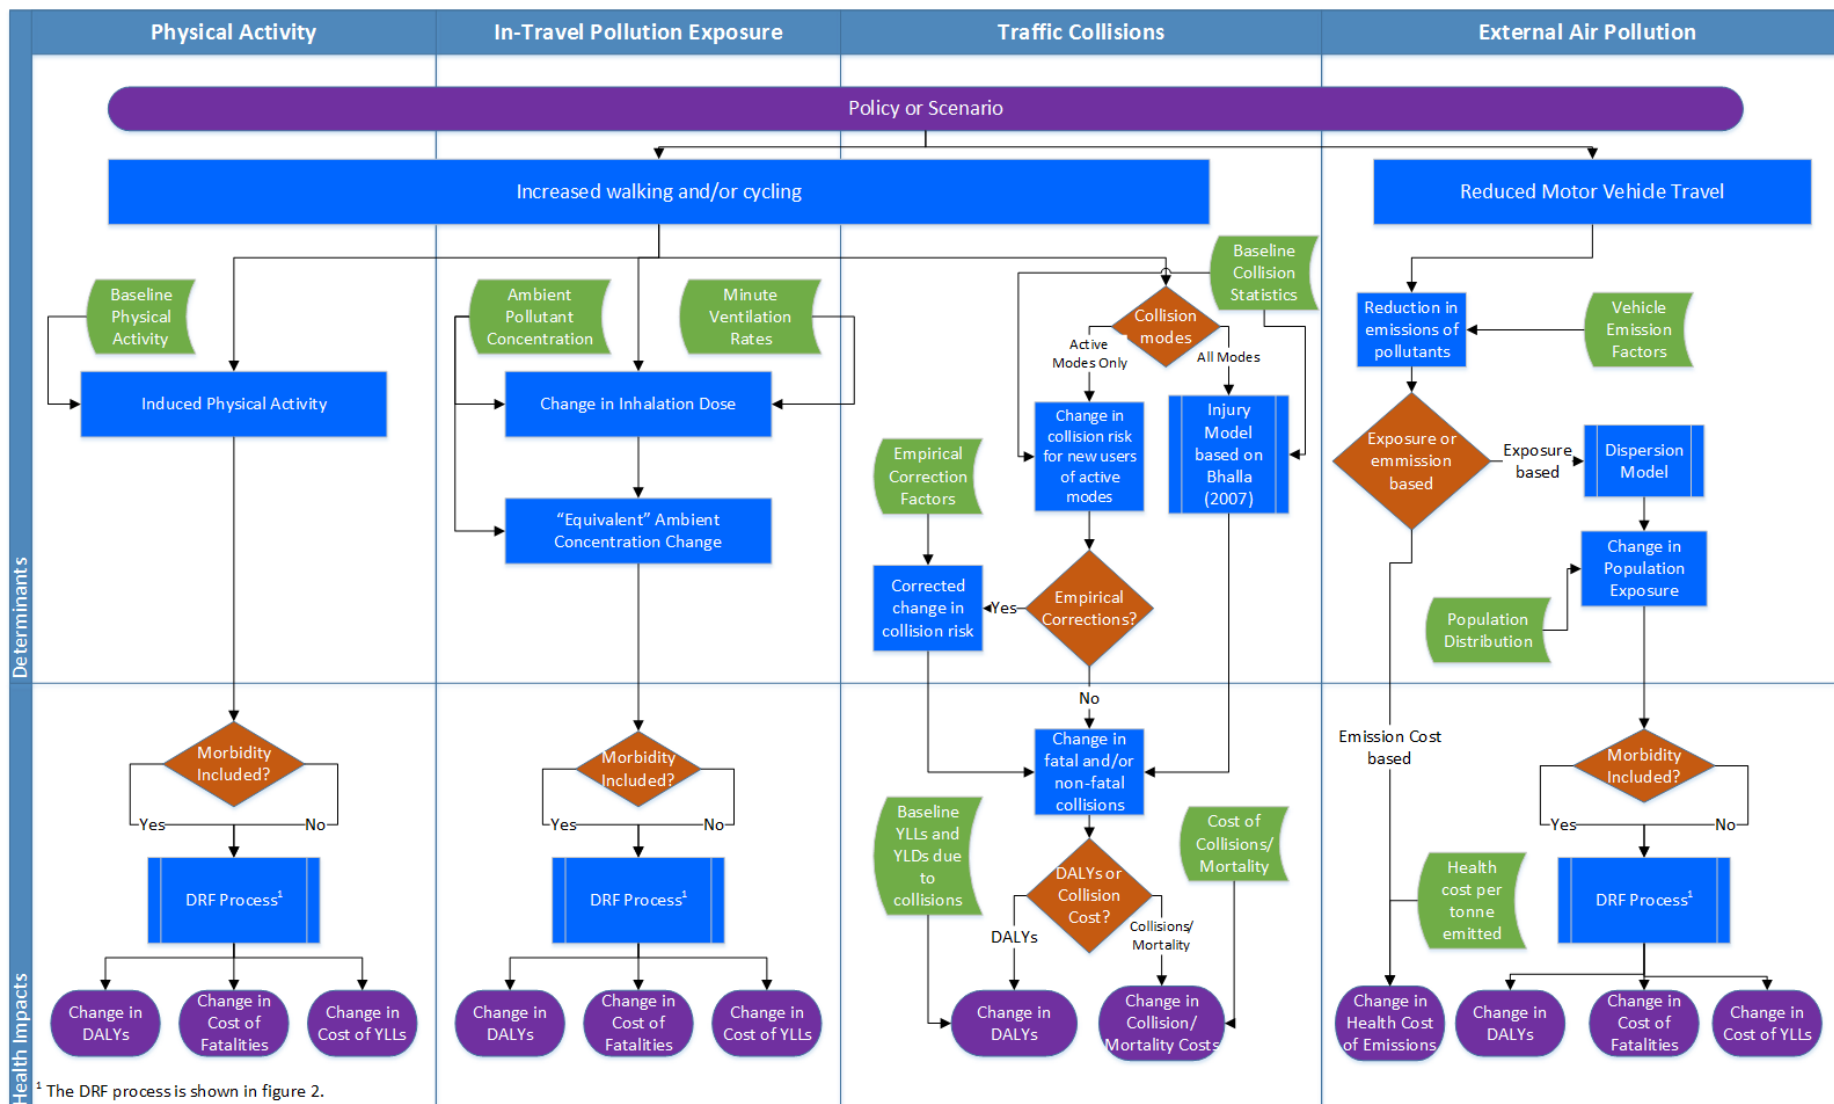 Physical Activity
In-Travel Pollution Exposure
Traffic Collisions
External Air Pollution
Policy or Scenario
Increased walking and/or cycling
Reduced Motor Vehicle Travel
Baseline
Physical
Activity
Ambient
Pollutant
Concentration
Minute
Ventilation
Rates
Baseline
Collision
Statistics
Collision
modes
Active
Modes Only
All Modes
Reduction in
emissions of
pollutants
Vehicle
Emission
Factors
Induced Physical Activity
Change in Inhalation Dose
Change in
collision risk
for new users
of active
modes
Injury
Model
based on
Bhalla
(2007)
Empirical
Correction
Factors
Exposure or
emmission
based
Exposure
based
Dispersion
Model
“Equivalent” Ambient
Concentration Change
Corrected
change in
collision risk
Yes
Empirical
Corrections?
No
Change in
Population
Exposure
Population
Distribution
Determinants
Morbidity
Included?
Yes
No
DRF Process1
Change in
DALYs
Change in
Cost of
Fatalities
Change in
Cost of YLLs
Morbidity
Included?
Yes
No
DRF Process1
Change in
DALYs
Change in
Cost of
Fatalities
Change in
Cost of YLLs
Change in
fatal and/or
non-fatal
collisions
Baseline
YLLs and
YLDs due
to
collisions
Cost of
Collisions/
Mortality
DALYs or
Collision
Cost?
DALYs
Collisions/
Mortality
Change in
DALYs
Change in
Collision/
Mortality Costs
Emission Cost
based
Morbidity
Included?
Yes
No
Health
cost per
tonne
emitted
DRF Process1
Change in
Health Cost
of Emissions
Change in
DALYs
Change in
Cost of
Fatalities
Change in
Cost of YLLs
Health Impacts
1 The DRF process is shown in figure 2.